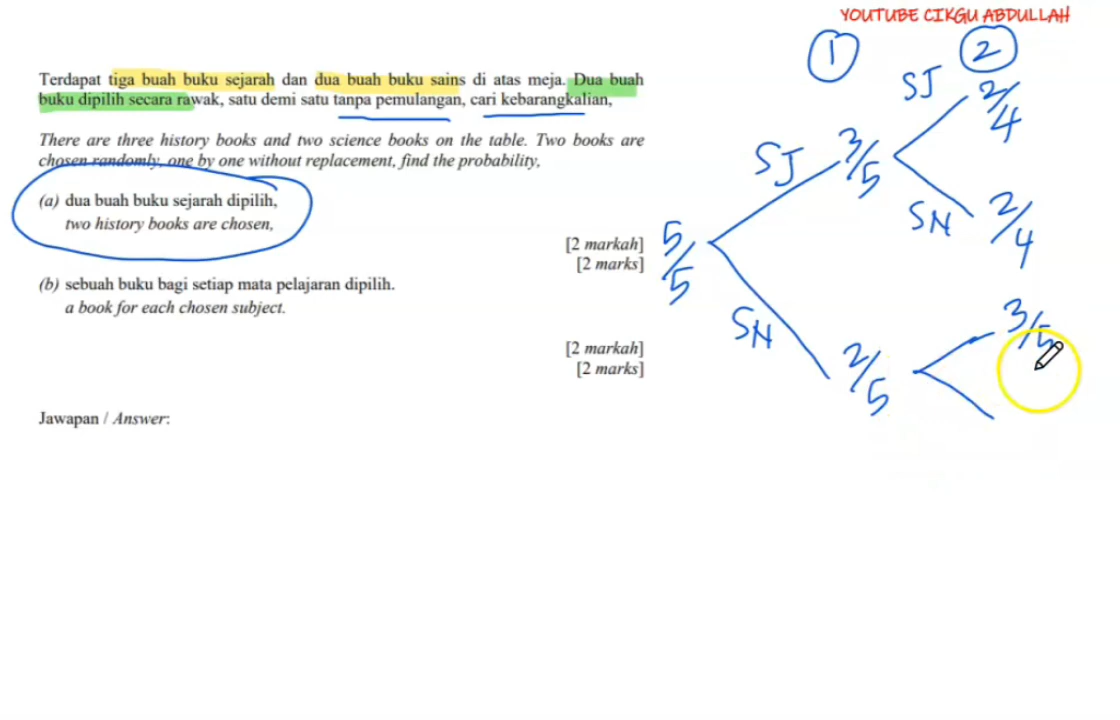 YOUTUBE CIKGU ABDULLAH
1
2
Terdapat tiga buah buku sejarah dan dua buah buku sains di atas meja. Dua buah
buku dipilih secara rawak, satu demi satu tanpa pemulangan, cari kebarangkalian,
There are three history books and two science books on the table. Two books are
chosen randomly, one by one without replacement, find the probability,
(a) dua buah buku sejarah dipilih,
two history books are chosen,
[2 markah]
[2 marks]
(b) sebuah buku bagi setiap mata pelajaran dipilih.
a book for each chosen subject.
[2 markah]
[2 marks]
Jawapan / Answer:
5/5
SJ
3/5
SJ
2/4
SN
2/4
SN
2/5
3/5